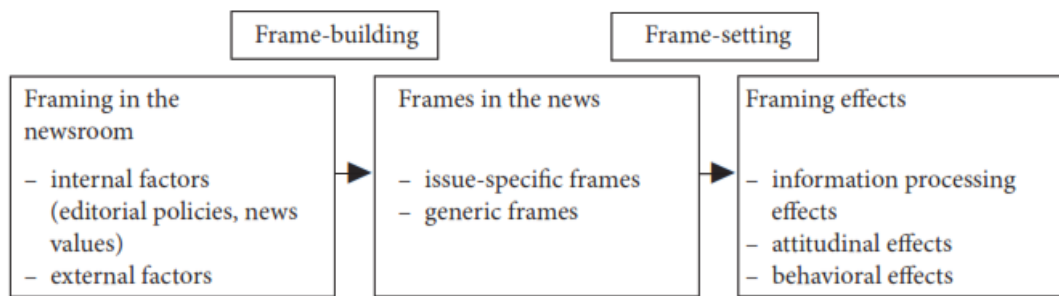 Frame-building
Frame-setting
Framing in the
newsroom
– internal factors
(editorial policies, news
values)
– external factors
Frames in the news
– issue-specific frames
– generic frames
Framing effects
– information processing
effects
– attitudinal effects
– behavioral effects